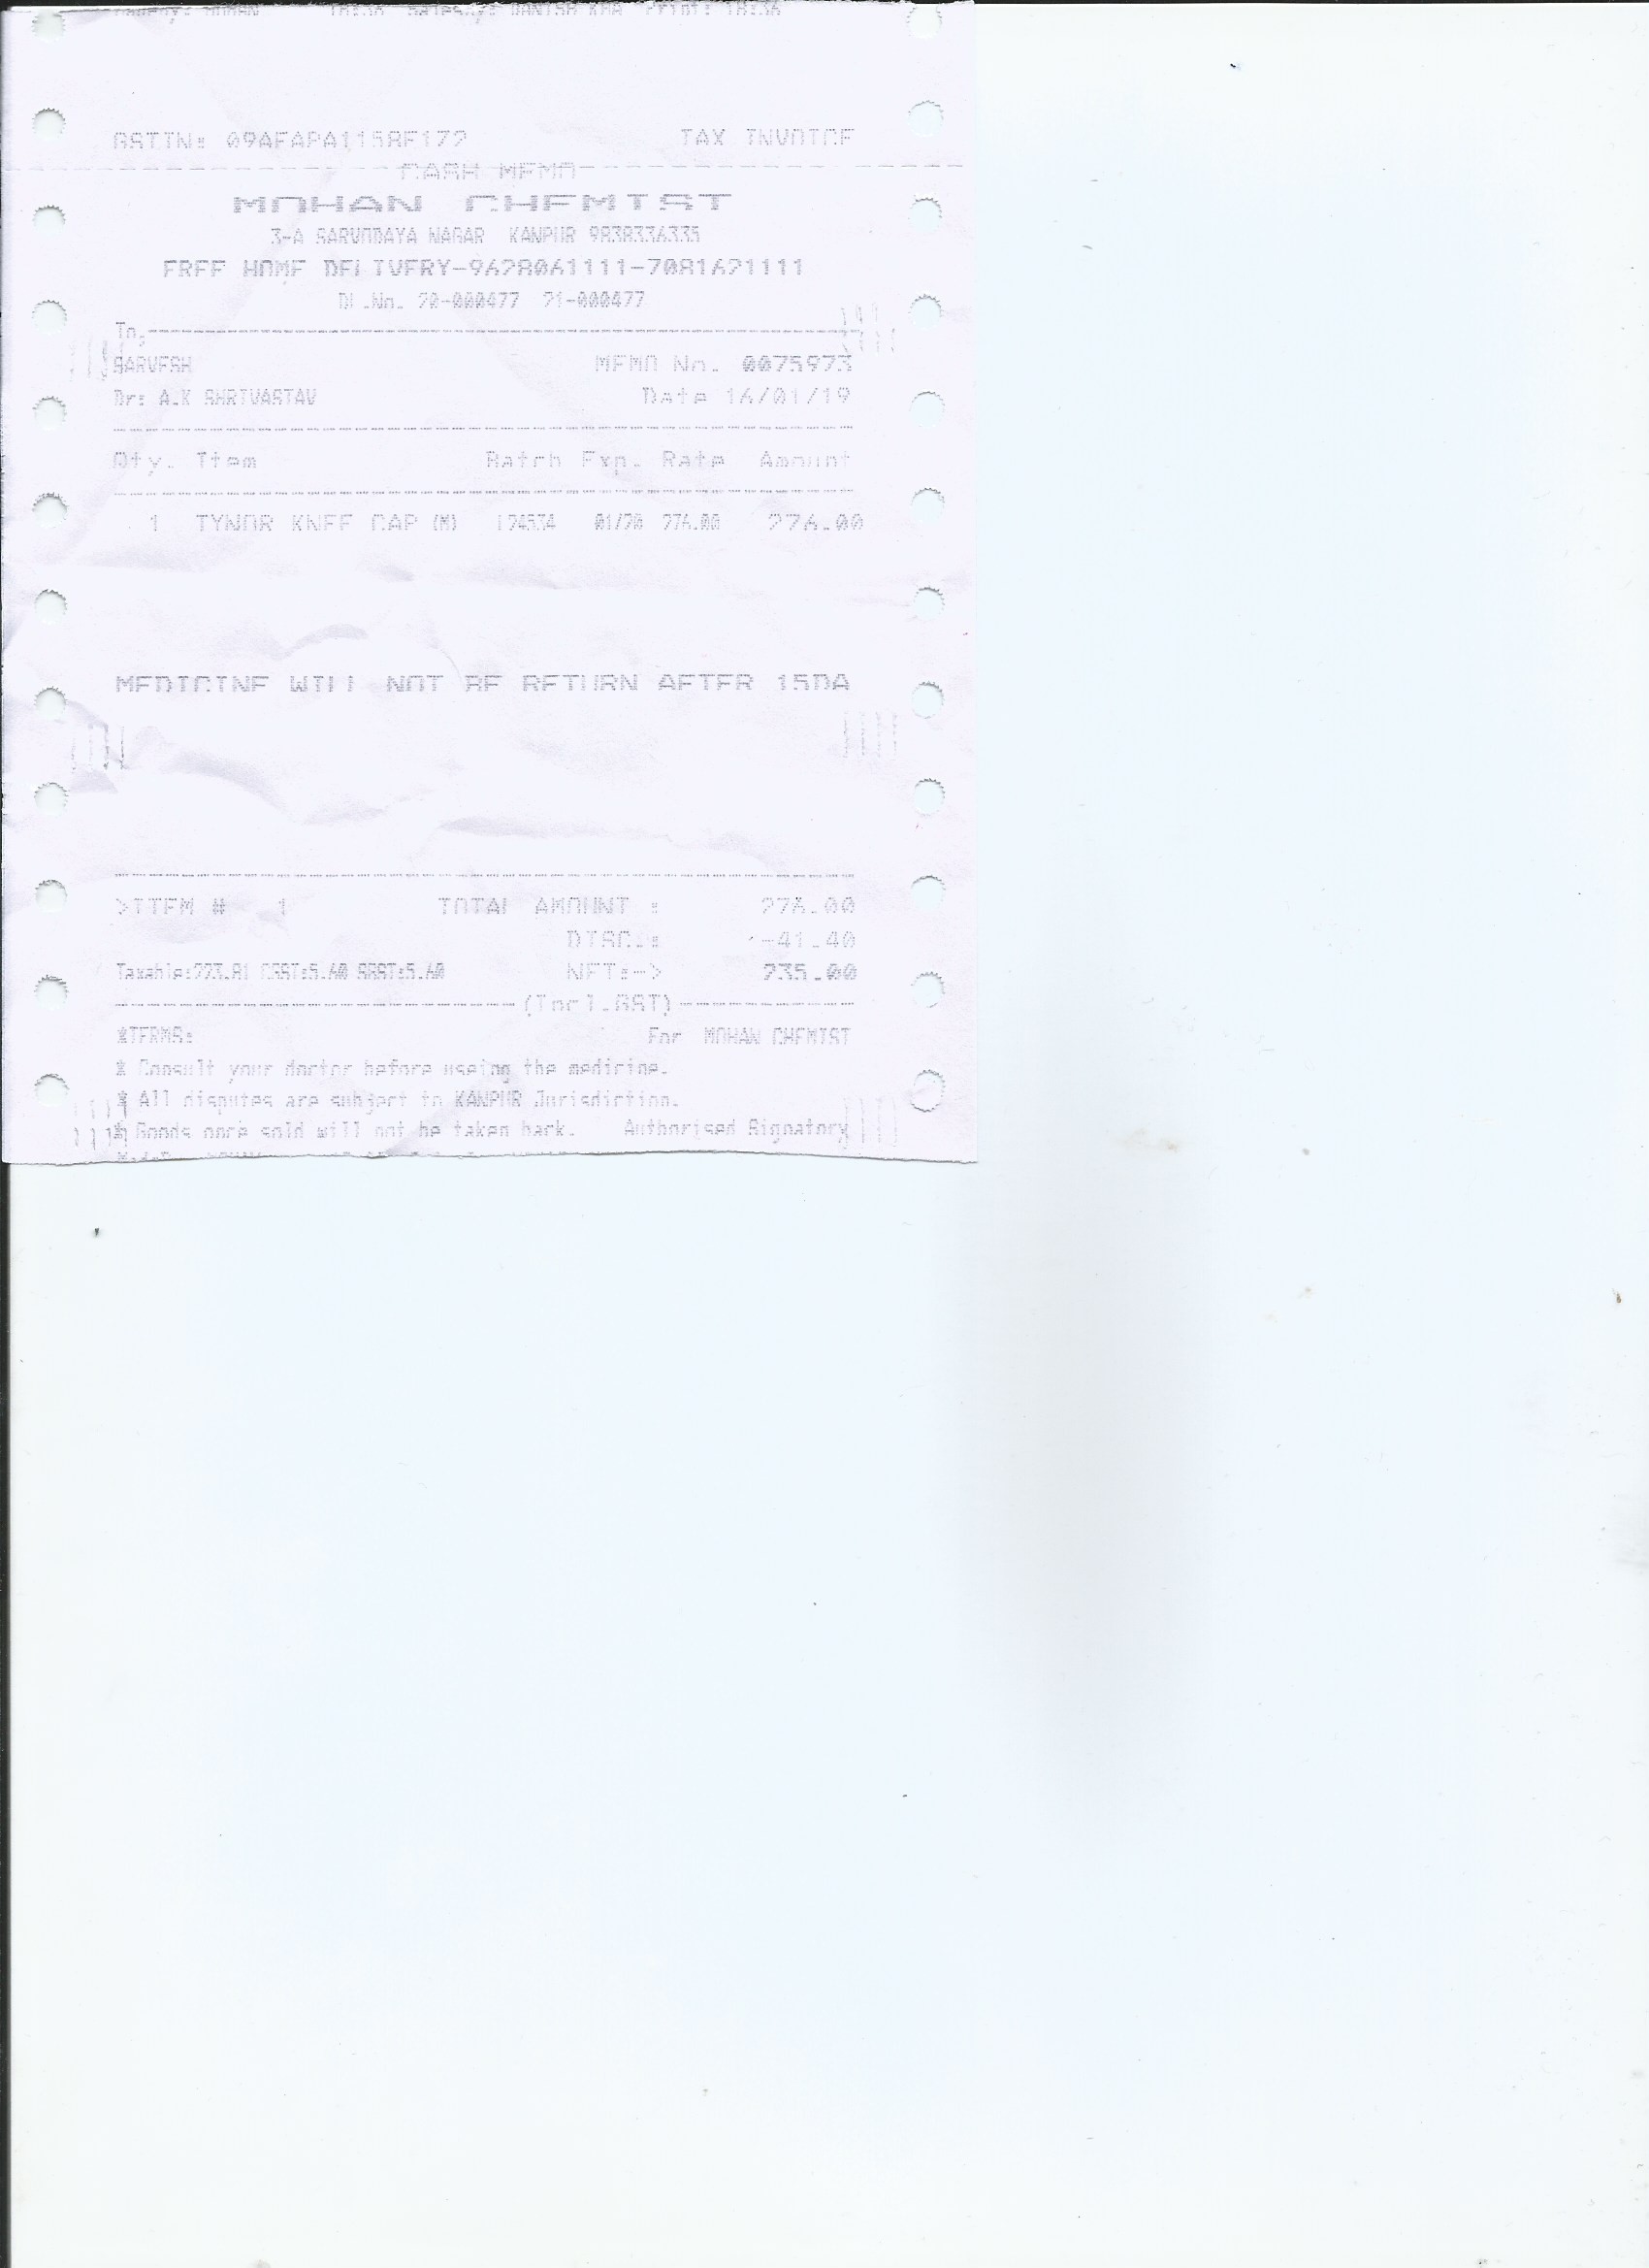 GSTIN: TAX INVOICE
CASH MEMO
MOHAN CHEMIST
3-A SARVODAYA NAGAR KANPUR 9838336335
FREE HOME DELIVERY-9628061111-7081621111
DL.No. 20-000477 21-000477
To,
SARVESH MEMO No. 0075973
Dr: A.K SHRIVASTAV Date 16/01/19
Qty. Item Batch Exp. Rate Amount
1 TYNOR KNEE CAP (M) 01/20 276.00 276.00
MEDICINE WILL NOT BE RETURN AFTER 15DA
>ITEM # 1 TOTAL AMOUNT : 276.00
DISC.: -41.40
Taxable:223.81 CGST:5.60 SGST:5.60 NET:-> 235.00
(Incl.GST)
*TERMS: For MOHAN CHEMIST
* Consult your doctor before useing the medicine.
* All disputes are subject to KANPUR Jurisdiction.
* Goods once sold will not be taken back. Authorised Signatory